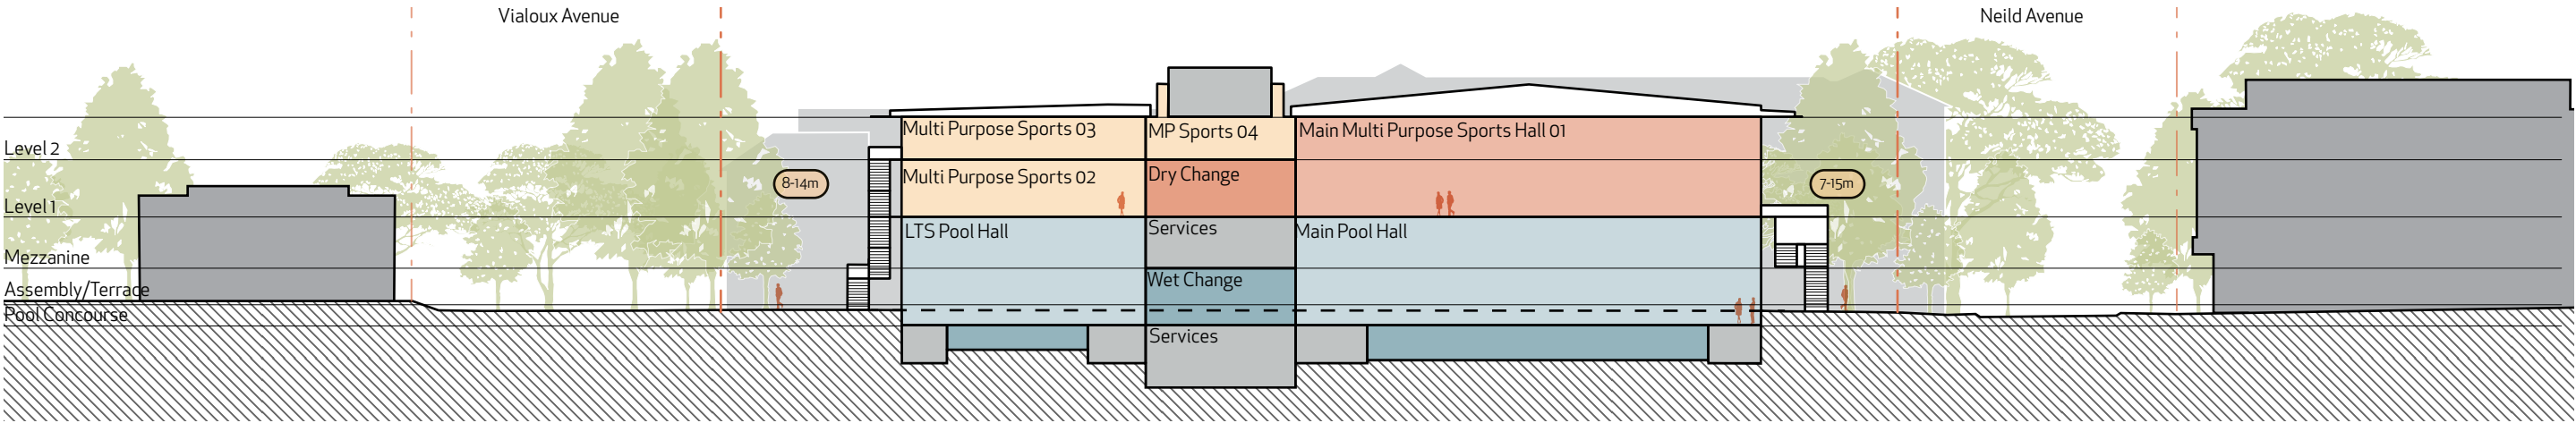 Vialoux Avenue
Neild Avenue
Multi Purpose Sports 03
MP Sports 04
Main Multi Purpose Sports Hall 01
Level 2
Multi Purpose Sports 02
Dry Change
8-14m
7-15m
Level 1
LTS Pool Hall
Services
Main Pool Hall
Mezzanine
Wet Change
Assembly/Terrace
Pool Concourse
Services